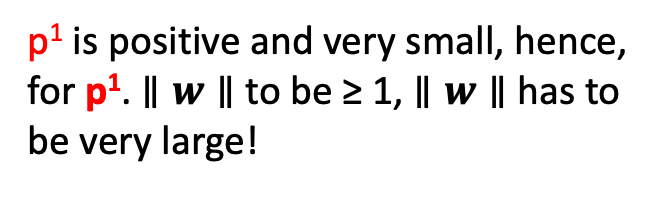 p¹ is positive and very small, hence,
for p¹. ‖ w ‖ to be ≥ 1, ‖ w ‖ has to
be very large!